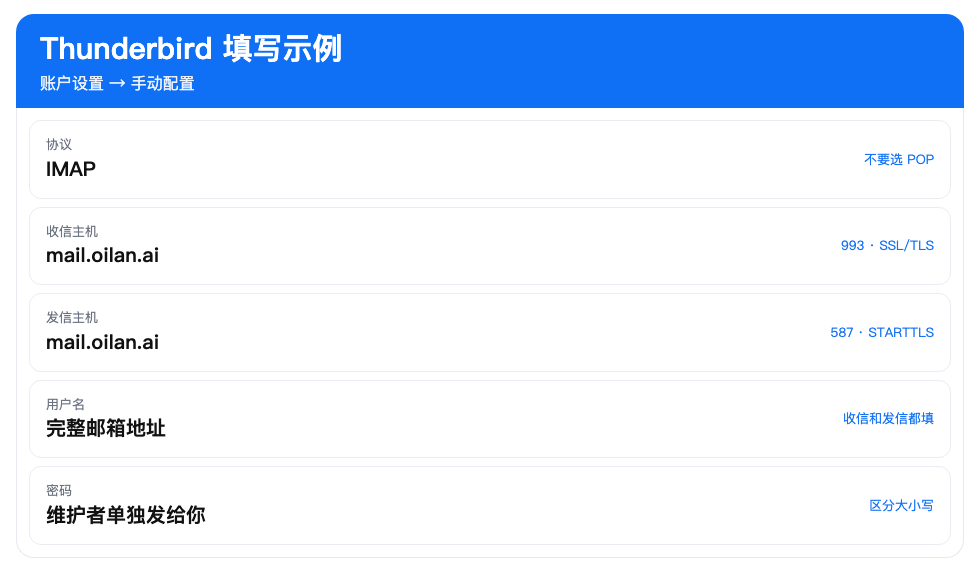 Thunderbird 填写示例
账户设置 → 手动配置
协议
IMAP
不要选 POP
收信主机
mail.oilan.ai
993 · SSL/TLS
发信主机
mail.oilan.ai
587 · STARTTLS
用户名
完整邮箱地址
收信和发信都填
密码
维护者单独发给你
区分大小写